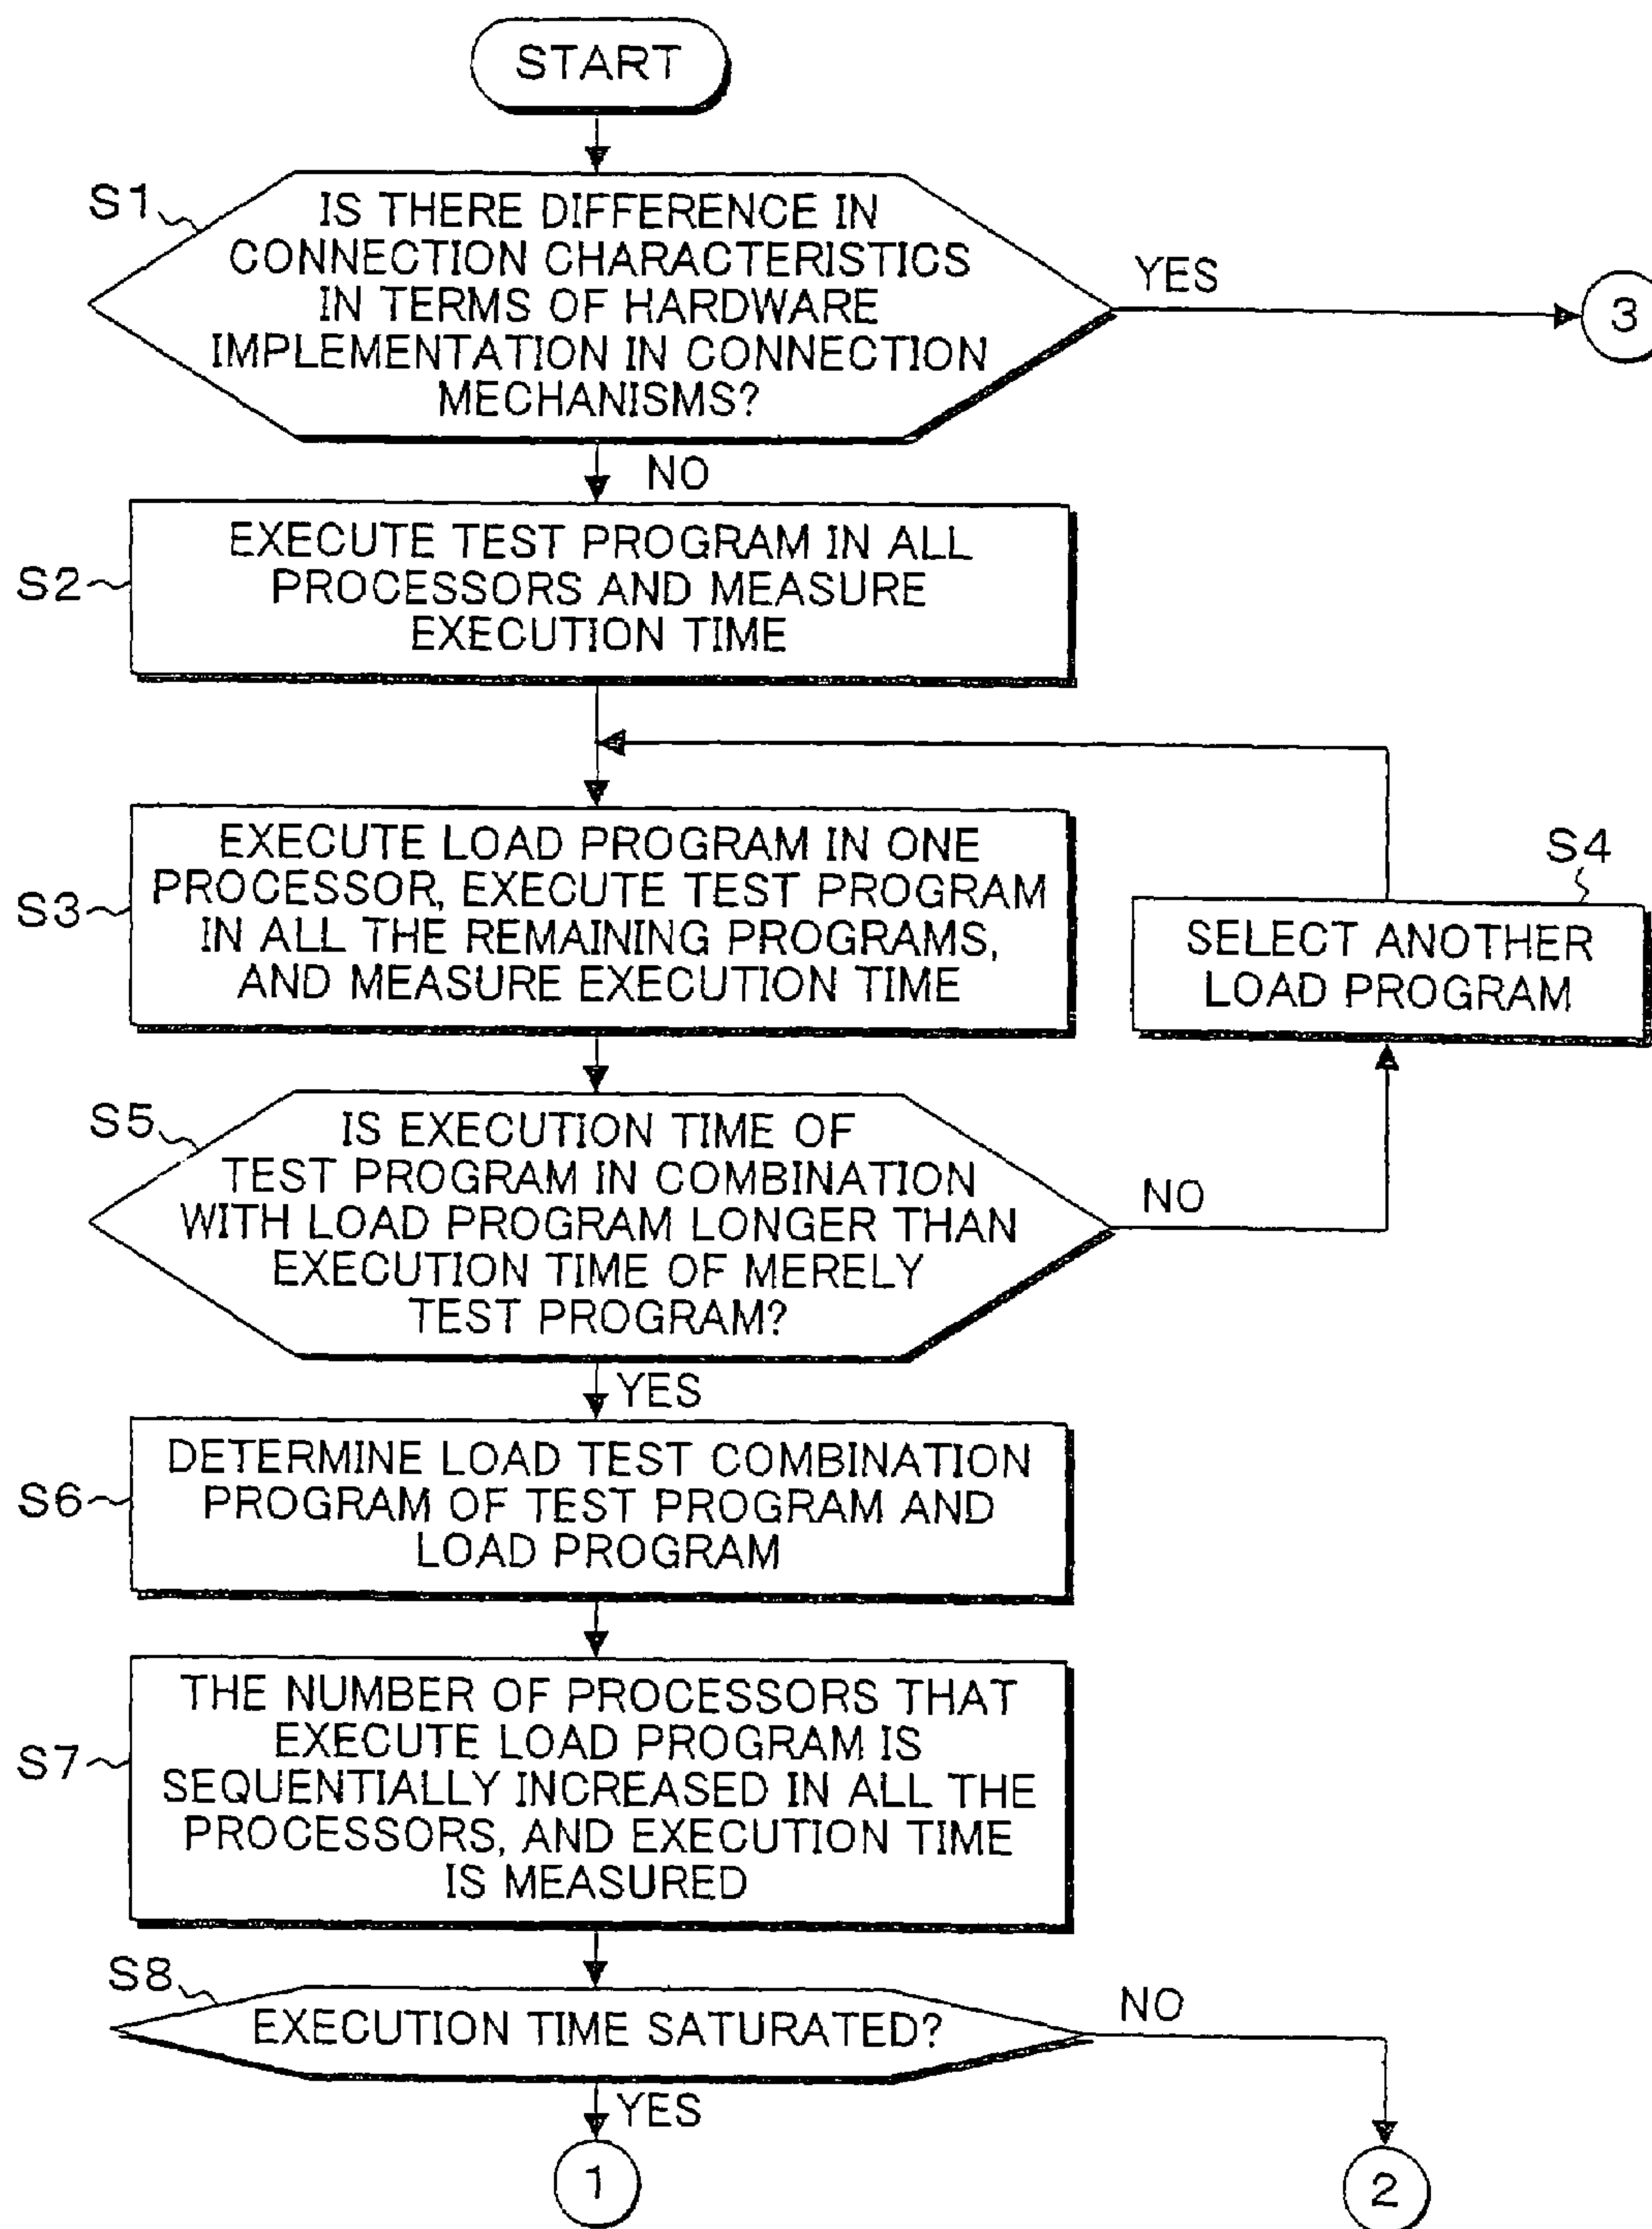 START
S1
IS THERE DIFFERENCE IN
CONNECTION CHARACTERISTICS
IN TERMS OF HARDWARE
IMPLEMENTATION IN CONNECTION
MECHANISMS?
YES
3
NO
S2
EXECUTE TEST PROGRAM IN ALL
PROCESSORS AND MEASURE
EXECUTION TIME
S3
EXECUTE LOAD PROGRAM IN ONE
PROCESSOR, EXECUTE TEST PROGRAM
IN ALL THE REMAINING PROGRAMS,
AND MEASURE EXECUTION TIME
S4
SELECT ANOTHER
LOAD PROGRAM
S5
IS EXECUTION TIME OF
TEST PROGRAM IN COMBINATION
WITH LOAD PROGRAM LONGER THAN
EXECUTION TIME OF MERELY
TEST PROGRAM?
NO
YES
S6
DETERMINE LOAD TEST COMBINATION
PROGRAM OF TEST PROGRAM AND
LOAD PROGRAM
S7
THE NUMBER OF PROCESSORS THAT
EXECUTE LOAD PROGRAM IS
SEQUENTIALLY INCREASED IN ALL THE
PROCESSORS, AND EXECUTION TIME
IS MEASURED
S8
EXECUTION TIME SATURATED?
NO
YES
1
2